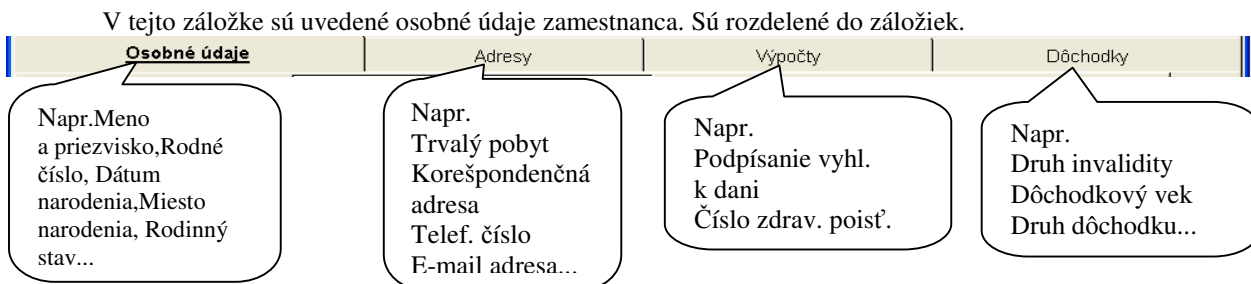 V tejto záložke sú uvedené osobné údaje zamestnanca. Sú rozdelené do záložiek.
Osobné údaje
Adresy
Výpočty
Dôchodky
Napr.Meno
a priezvisko,Rodné
číslo, Dátum
narodenia,Miesto
narodenia, Rodinný
stav...
Napr.
Trvalý pobyt
Korešpondenčná
adresa
Telef. číslo
E-mail adresa...
Napr.
Podpísanie vyhl.
k dani
Číslo zdrav. poisť.
Napr.
Druh invalidity
Dôchodkový vek
Druh dôchodku...